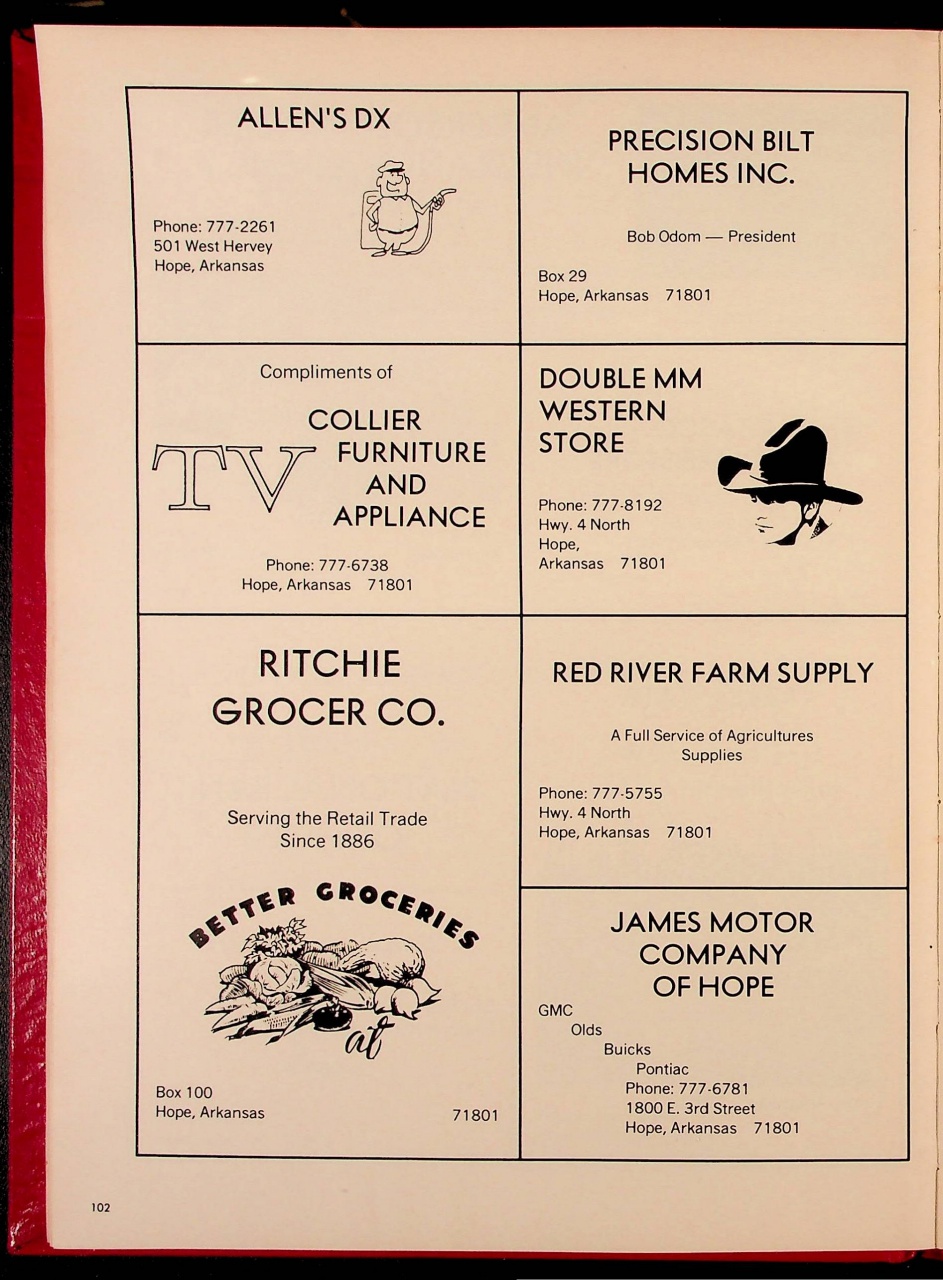 ALLEN'S DX
Phone: 777-2261
501 West Hervey
Hope, Arkansas
PRECISION BILT
HOMES INC.
Bob Odom — President
Box 29
Hope, Arkansas 71801
Compliments of
TV
COLLIER
FURNITURE
AND
APPLIANCE
Phone: 777-6738
Hope, Arkansas 71801
DOUBLE MM
WESTERN
STORE
Phone: 777-8192
Hwy. 4 North
Hope,
Arkansas 71801
RITCHIE
GROCER CO.
Serving the Retail Trade
Since 1886
BETTER GROCERIES
at
Box 100
Hope, Arkansas 71801
RED RIVER FARM SUPPLY
A Full Service of Agricultures
Supplies
Phone: 777-5755
Hwy. 4 North
Hope, Arkansas 71801
JAMES MOTOR
COMPANY
OF HOPE
GMC
Olds
Buicks
Pontiac
Phone: 777-6781
1800 E. 3rd Street
Hope, Arkansas 71801
102